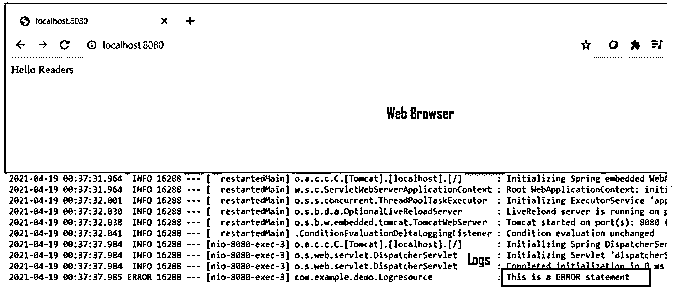 localhost:8080
localhost:8080
Hello Readers
Web Browser
2021-04-19 00:37:31.964 INFO 16288 --- [ restartedMain] o.a.c.c.C.[Tomcat].[localhost].[/] : Initializing Spring embedded WebA
2021-04-19 00:37:31.964 INFO 16288 --- [ restartedMain] w.s.c.ServletWebServerApplicationContext : Root WebApplicationContext: initi
2021-04-19 00:37:32.001 INFO 16288 --- [ restartedMain] o.s.s.concurrent.ThreadPoolTaskExecutor : Initializing ExecutorService 'app
2021-04-19 00:37:32.030 INFO 16288 --- [ restartedMain] o.s.b.d.a.OptionalLiveReloadServer : LiveReload server is running on p
2021-04-19 00:37:32.038 INFO 16288 --- [ restartedMain] o.s.b.w.embedded.tomcat.TomcatWebServer : Tomcat started on port(s): 8080 (
2021-04-19 00:37:32.041 INFO 16288 --- [ restartedMain] .ConditionEvaluationDeltaLoggingListener : Condition evaluation unchanged
2021-04-19 00:37:37.984 INFO 16288 --- [nio-8080-exec-3] o.a.c.c.C.[Tomcat].[localhost].[/] : Initializing Spring DispatcherSer
2021-04-19 00:37:37.984 INFO 16288 --- [nio-8080-exec-3] o.s.web.servlet.DispatcherServlet : Initializing Servlet 'dispatcherS
2021-04-19 00:37:37.984 INFO 16288 --- [nio-8080-exec-3] o.s.web.servlet.DispatcherServlet Logs : Completed initialization in 0 ms
2021-04-19 00:37:37.985 ERROR 16288 --- [nio-8080-exec-3] com.example.demo.Logresource : This is a ERROR statement